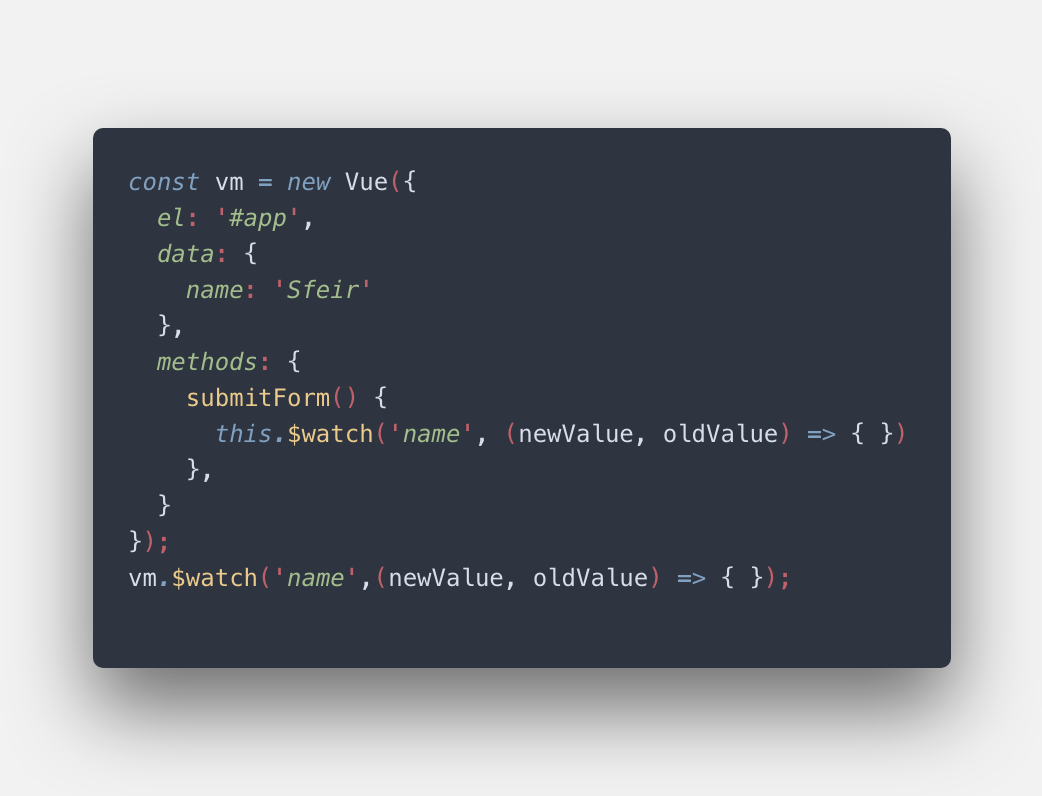 const vm = new Vue({
  el: '#app',
  data: {
    name: 'Sfeir'
  },
  methods: {
    submitForm() {
      this.$watch('name', (newValue, oldValue) => { })
    },
  }
});
vm.$watch('name',(newValue, oldValue) => { });